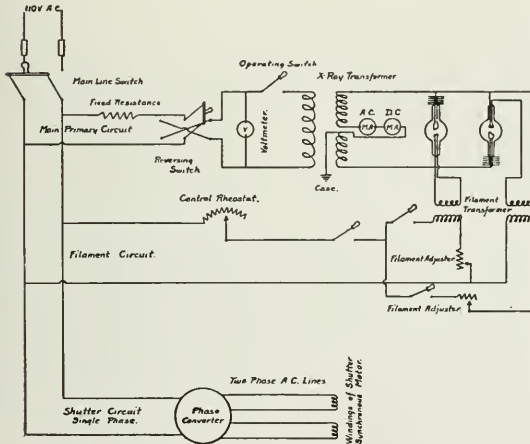 110V A.C.
Main Line Switch
Fixed Resistance
Main Primary Circuit
Reversing
Switch
Operating Switch
Voltmeter.
V
X-Ray Transformer
A.C. D.C
MA MA
Case.
Filament
Transformer
Control Rheostat.
Filament Circuit.
Filament Adjuster
Filament Adjuster
Two Phase A.C. Lines
Shutter Circuit
Single Phase.
Phase
Converter
Windings of Shutter
Synchronous Motor.